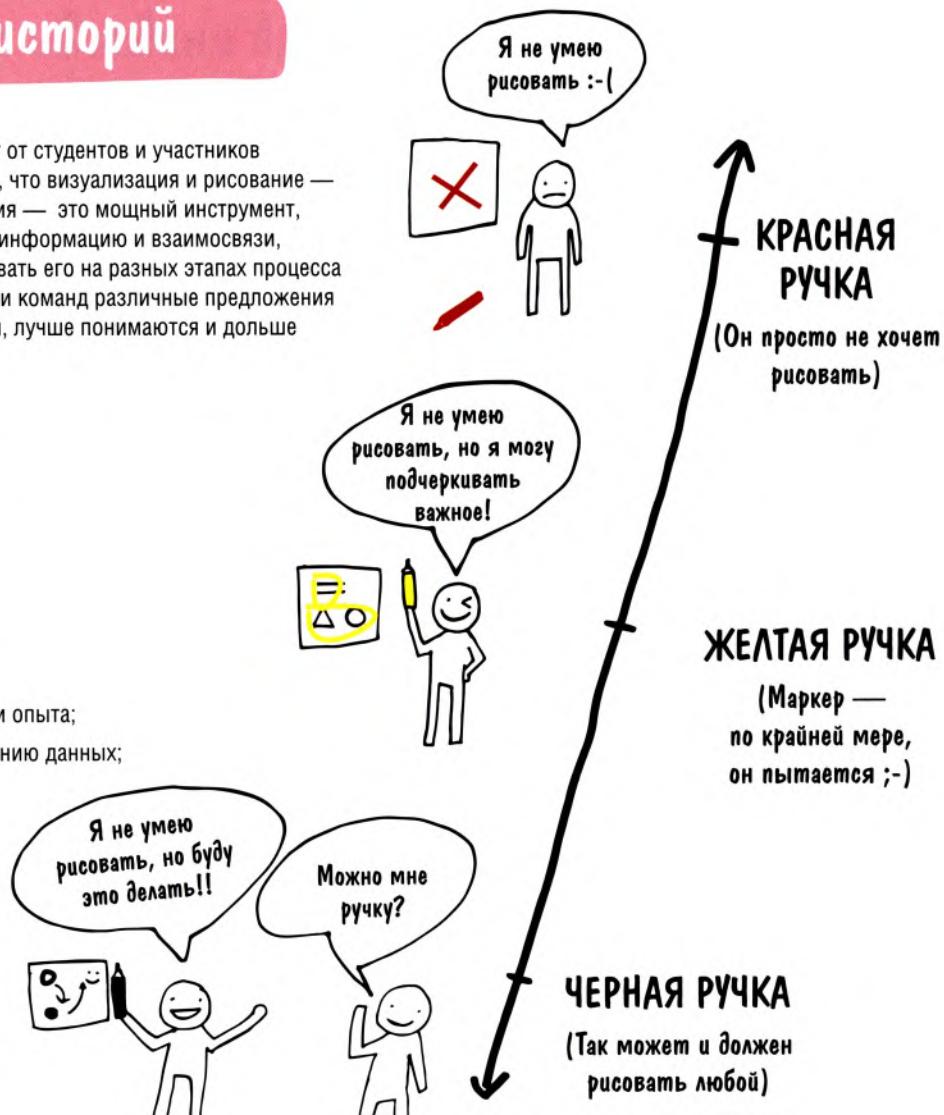 историй
от студентов и участников
что визуализация и рисование —
это мощный инструмент,
информацию и взаимосвязи,
вать его на разных этапах процесса
и команд различные предложения
лучше понимаются и дольше
Я не умею
рисовать :-(
КРАСНАЯ
РУЧКА
(Он просто не хочет
рисовать)
Я не умею
рисовать, но я могу
подчеркивать
важное!
ЖЕЛТАЯ РУЧКА
(Маркер —
по крайней мере,
он пытается ;-)
и опыта;
нию данных;
Я не умею
рисовать, но буду
это делать!!
Можно мне
ручку?
ЧЕРНАЯ РУЧКА
(Так может и должен
рисовать любой)